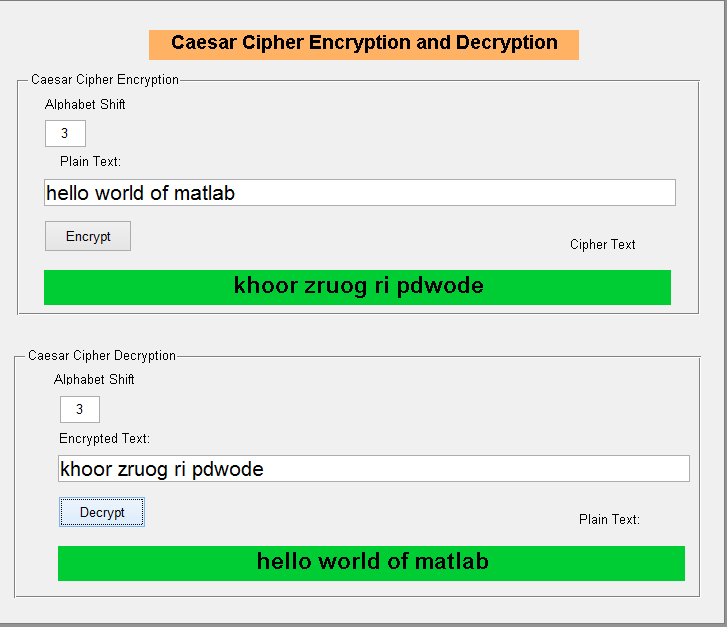 Caesar Cipher Encryption and Decryption
Caesar Cipher Encryption
Alphabet Shift
3
Plain Text:
hello world of matlab
Encrypt
Cipher Text
khoor zruog ri pdwode
Caesar Cipher Decryption
Alphabet Shift
3
Encrypted Text:
khoor zruog ri pdwode
Decrypt
Plain Text:
hello world of matlab